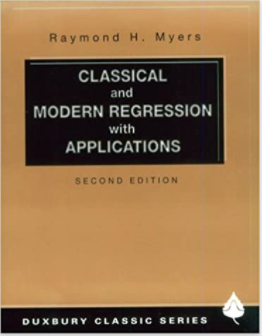 Raymond H. Myers
CLASSICAL
and
MODERN REGRESSION
with
APPLICATIONS
SECOND EDITION
DUXBURY CLASSIC SERIES